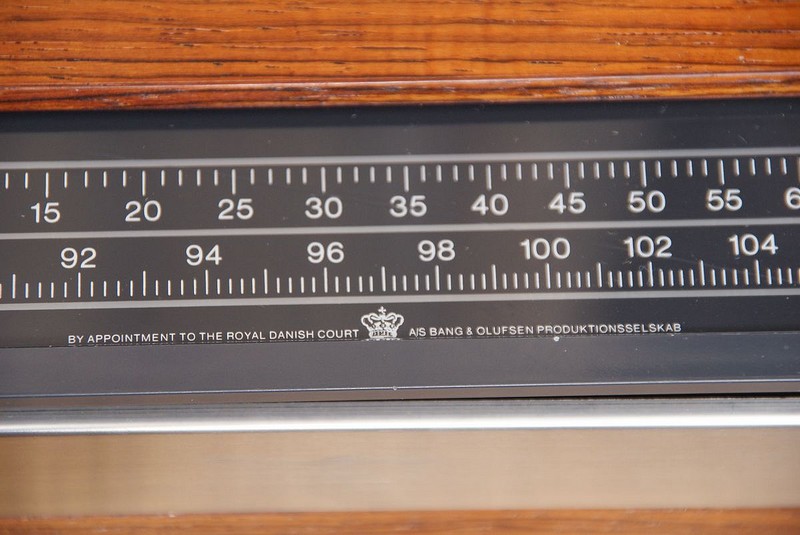 15 20 25 30 35 40 45 50 55
92 94 96 98 100 102 104
BY APPOINTMENT TO THE ROYAL DANISH COURT A/S BANG & OLUFSEN PRODUKTIONSSELSKAB